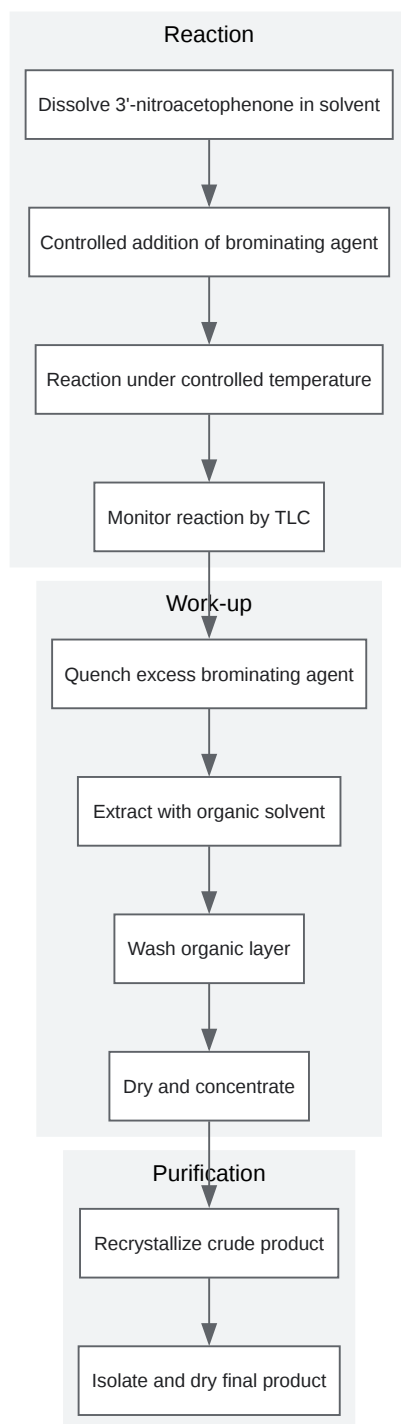 Reaction
Dissolve 3'-nitroacetophenone in solvent
Controlled addition of brominating agent
Reaction under controlled temperature
Monitor reaction by TLC
Work-up
Quench excess brominating agent
Extract with organic solvent
Wash organic layer
Dry and concentrate
Purification
Recrystallize crude product
Isolate and dry final product